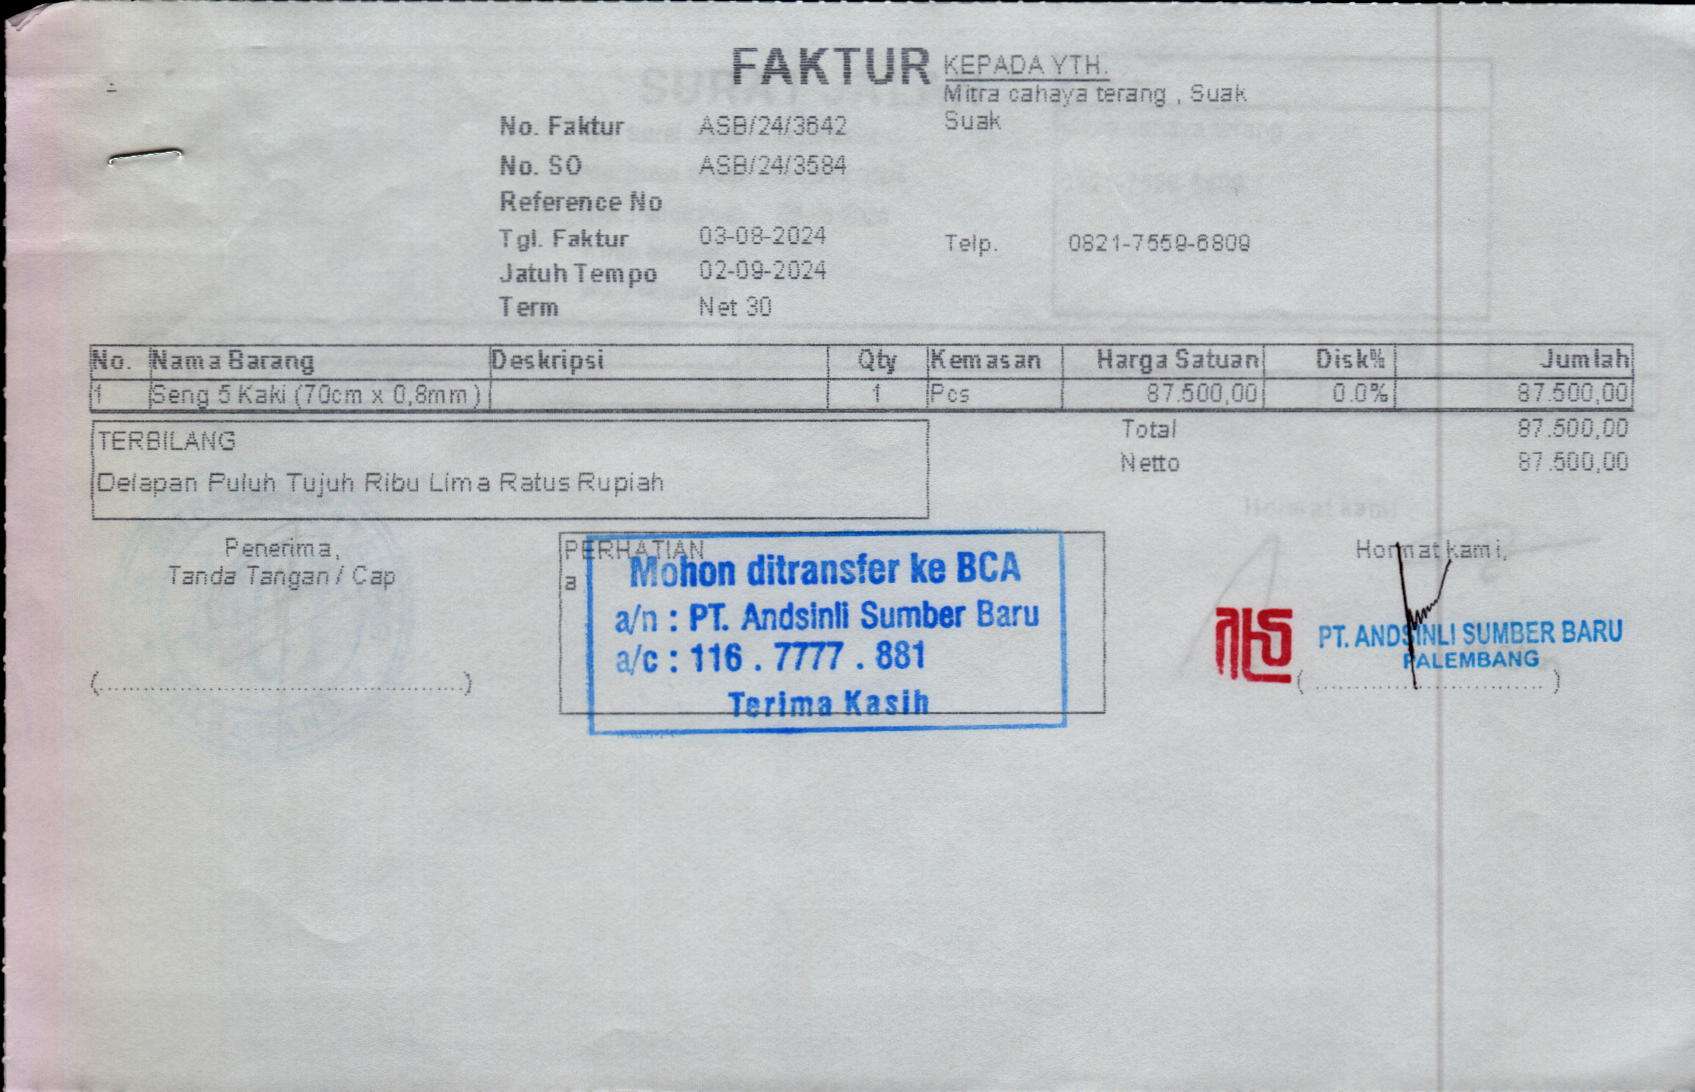 FAKTUR
KEPADA YTH.
Mitra cahaya terang , Suak
Suak
No. Faktur ASB/24/3642
No. SO ASB/24/3584
Reference No
Tgl. Faktur 03-08-2024
Telp. 0821-7559-6809
Jatuh Tempo 02-09-2024
Term Net 30
No. Nama Barang Deskripsi Qty Kemasan Harga Satuan Disk% Jumlah
1 Seng 5 Kaki (70cm x 0,8mm) 1 Pcs 87.500,00 0.0% 87.500,00
Total 87.500,00
TERBILANG
Netto 87.500,00
Delapan Puluh Tujuh Ribu Lima Ratus Rupiah
Penerima,
Tanda Tangan / Cap
(........................................)
PERHATIAN
a
Mohon ditransfer ke BCA
a/n : PT. Andsinli Sumber Baru
a/c : 116 . 7777 . 881
Terima Kasih
Hormat kami,
PT. ANDSINLI SUMBER BARU
PALEMBANG
( .............................. )